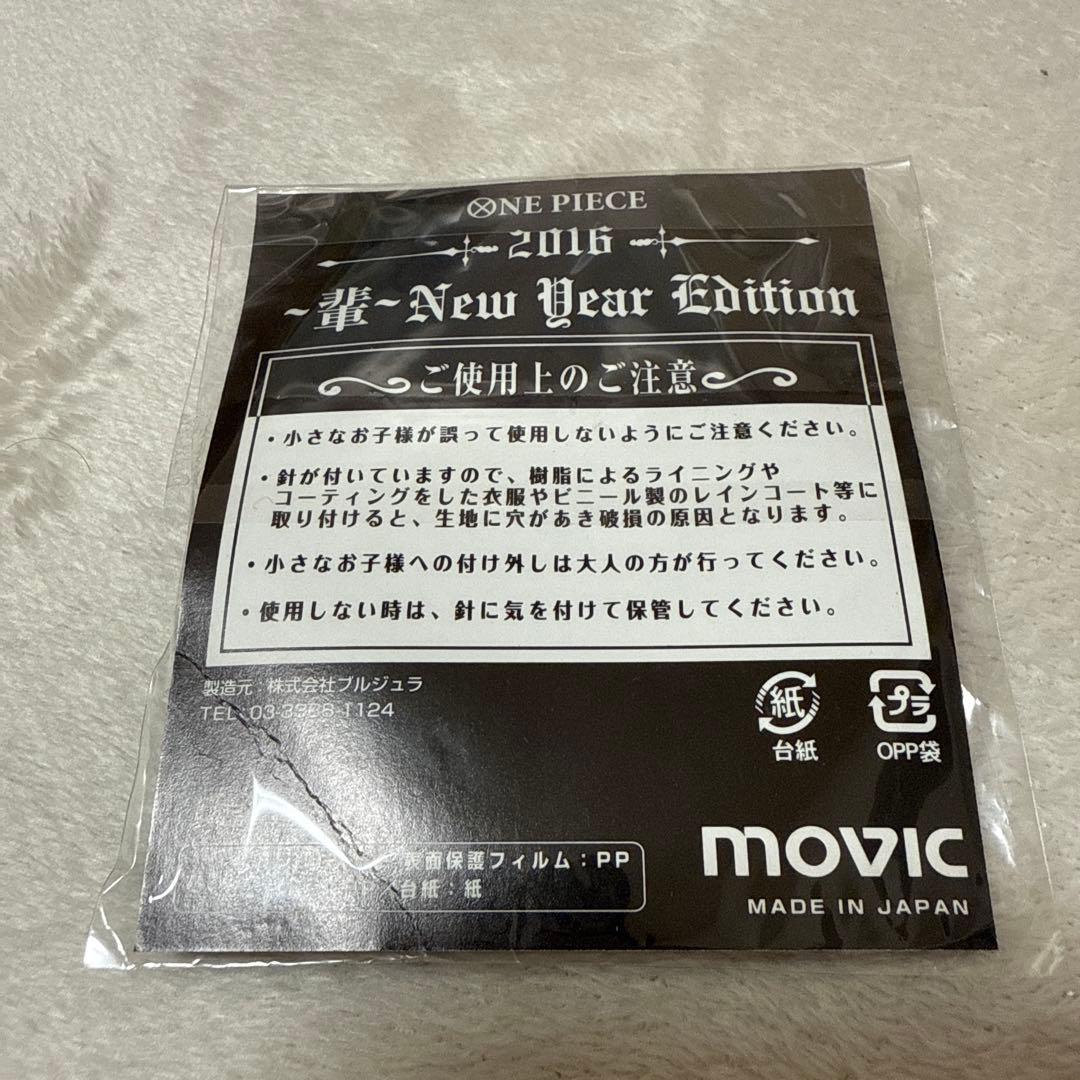 ONE PIECE
2016
~輩~New Year Edition
ご使用上のご注意
・小さなお子様が誤って使用しないようにご注意ください。
・針が付いていますので、樹脂によるライニングや
コーティングをした衣服やビニール製のレインコート等に
取り付けると、生地に穴があき破損の原因となります。
・小さなお子様への付け外しは大人の方が行ってください。
・使用しない時は、針に気を付けて保管してください。
製造元：株式会社ブルジュラ
TEL: 03-3988-1124
紙
台紙
プラ
OPP袋
表面保護フィルム：PP
台紙：紙
movic
MADE IN JAPAN